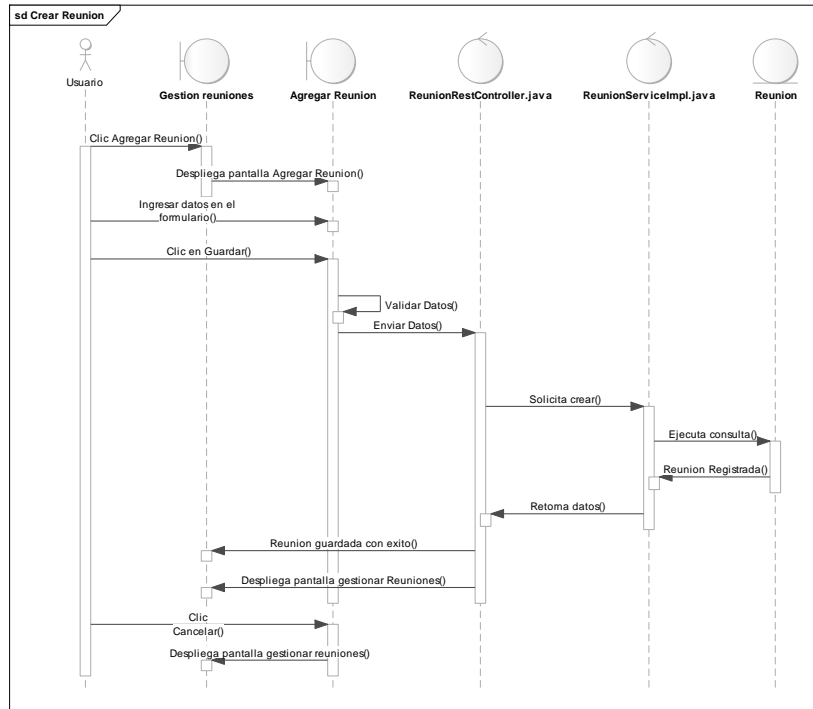 sd Crear Reunion
Usuario
Gestion reuniones
Agregar Reunion
ReunionRestController.java
ReunionServiceImpl.java
Reunion
Clic Agregar Reunion()
Despliega pantalla Agregar Reunion()
Ingresar datos en el
formulario()
Clic en Guardar()
Validar Datos()
Enviar Datos()
Solicita crear()
Ejecuta consulta()
Reunion Registrada()
Retorna datos()
Reunion guardada con exito()
Despliega pantalla gestionar Reuniones()
Clic
Cancelar()
Despliega pantalla gestionar reuniones()